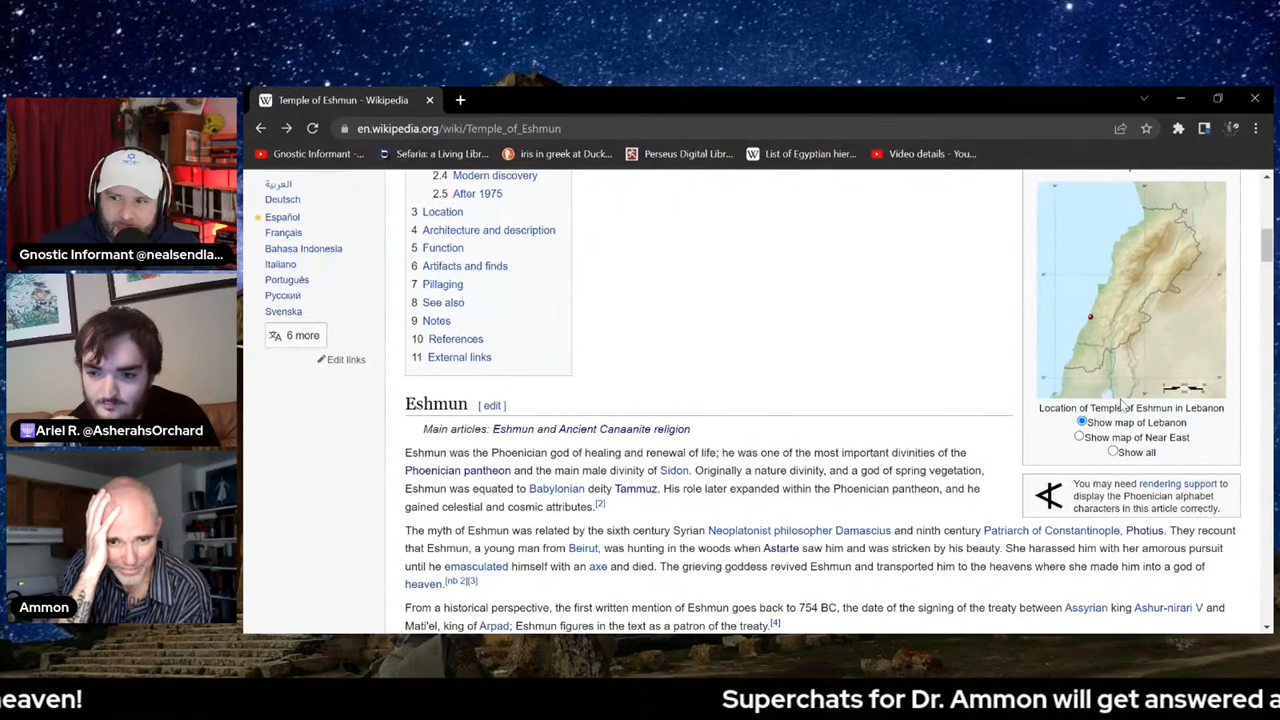 Temple of Eshmun - Wikipedia
en.wikipedia.org/wiki/Temple_of_Eshmun
Gnostic Informant -...
Sefaria: a Living Libr...
iris in greek at Duck...
Perseus Digital Libr...
List of Egyptian hier...
Video details - You...
Gnostic Informant @nealsendla...
Ariel R. @AsherahsOrchard
Ammon
العربية
Deutsch
Español
Français
Bahasa Indonesia
Italiano
Português
Русский
Svenska
6 more
Edit links
2.4 Modern discovery
2.5 After 1975
3 Location
4 Architecture and description
5 Function
6 Artifacts and finds
7 Pillaging
8 See also
9 Notes
10 References
11 External links
Eshmun [ edit ]
Main articles: Eshmun and Ancient Canaanite religion
Eshmun was the Phoenician god of healing and renewal of life; he was one of the most important divinities of the
Phoenician pantheon and the main male divinity of Sidon. Originally a nature divinity, and a god of spring vegetation,
Eshmun was equated to Babylonian deity Tammuz. His role later expanded within the Phoenician pantheon, and he
gained celestial and cosmic attributes.[2]
The myth of Eshmun was related by the sixth century Syrian Neoplatonist philosopher Damascius and ninth century Patriarch of Constantinople, Photius. They recount
that Eshmun, a young man from Beirut, was hunting in the woods when Astarte saw him and was stricken by his beauty. She harassed him with her amorous pursuit
until he emasculated himself with an axe and died. The grieving goddess revived Eshmun and transported him to the heavens where she made him into a god of
heaven.[nb 2][3]
From a historical perspective, the first written mention of Eshmun goes back to 754 BC, the date of the signing of the treaty between Assyrian king Ashur-nirari V and
Mati'el, king of Arpad; Eshmun figures in the text as a patron of the treaty.[4]
Location of Temple of Eshmun in Lebanon
Show map of Lebanon
Show map of Near East
Show all
You may need rendering support to
display the Phoenician alphabet
characters in this article correctly.
eaven!
Superchats for Dr. Ammon will get answered a